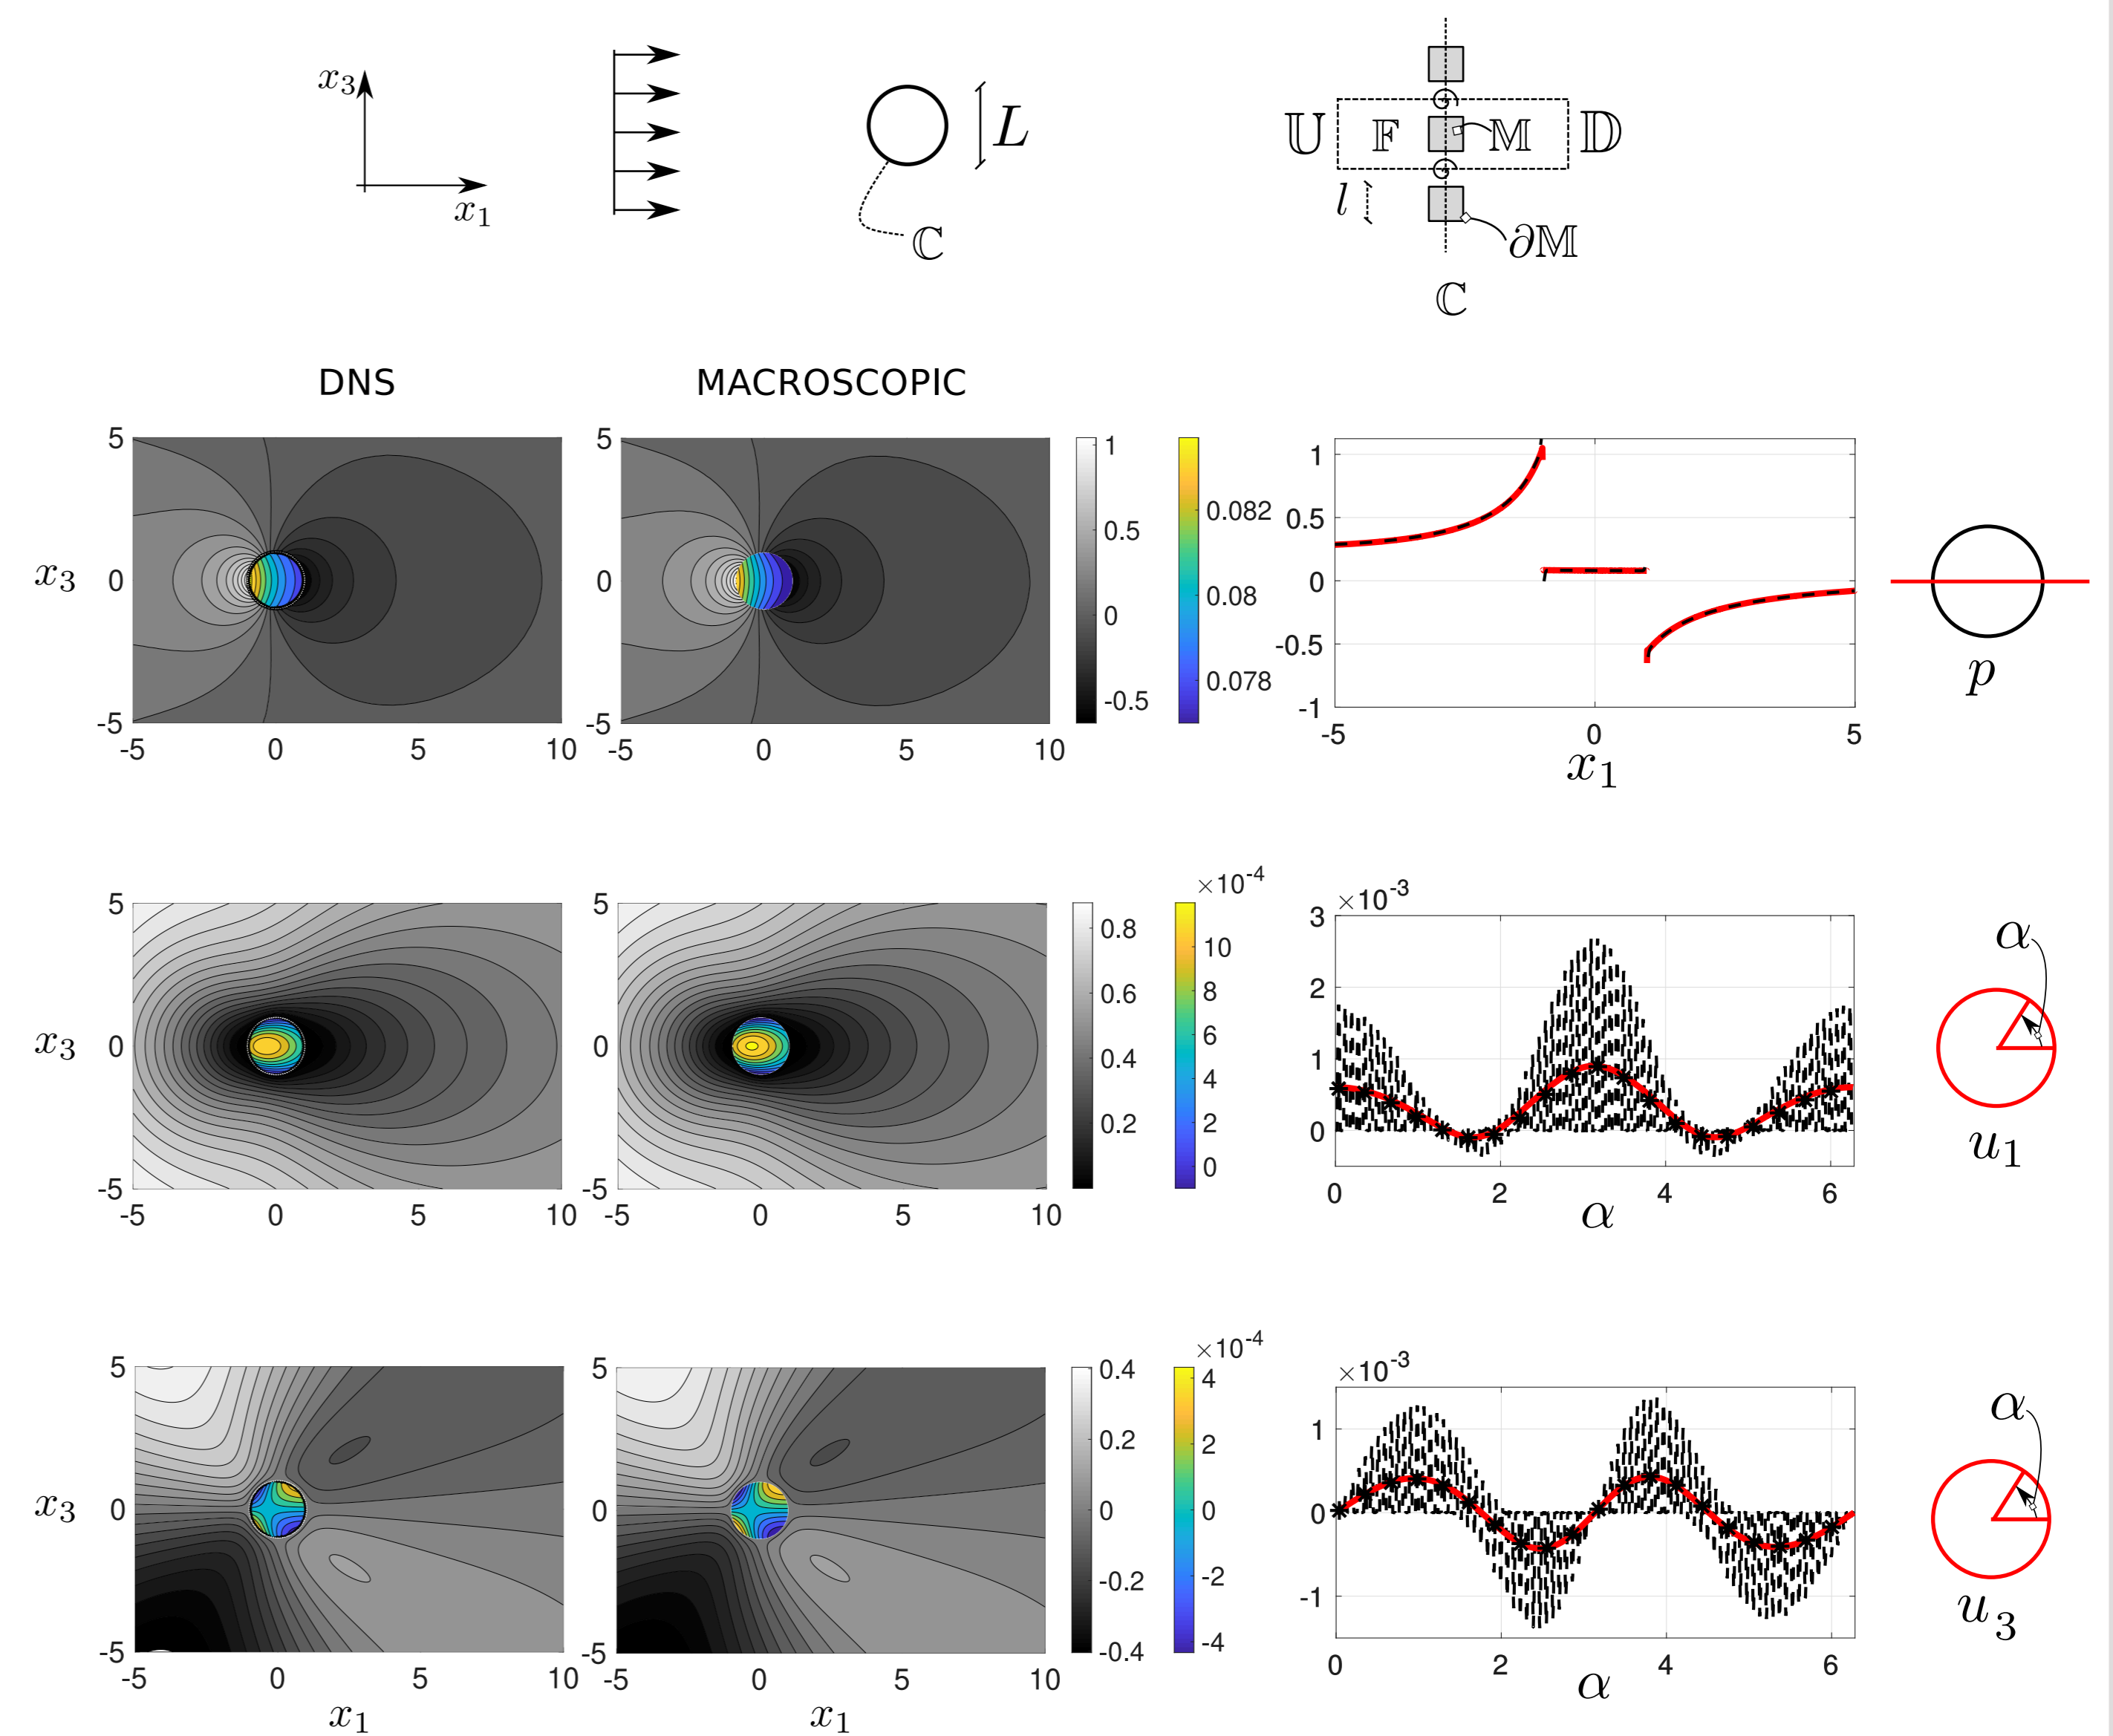 x₃
x₁
L
ℂ
𝕌 𝔽 𝕄 𝔻
l
∂𝕄
ℂ
DNS
MACROSCOPIC
x₃
5
0
-5
-5 0 5 10
5
0
-5
-5 0 5 10
1
0.5
0
-0.5
0.082
0.08
0.078
1
0.5
0
-0.5
-1
-5 0 5
x₁
p
x₃
5
0
-5
-5 0 5 10
5
0
-5
-5 0 5 10
0.8
0.6
0.4
0.2
×10⁻⁴
10
8
6
4
2
0
×10⁻³
3
2
1
0
0 2 4 6
α
α
u₁
x₃
5
0
-5
-5 0 5 10
x₁
5
0
-5
-5 0 5 10
x₁
0.4
0.2
0
-0.2
-0.4
×10⁻⁴
4
2
0
-2
-4
×10⁻³
1
0
-1
0 2 4 6
α
α
u₃